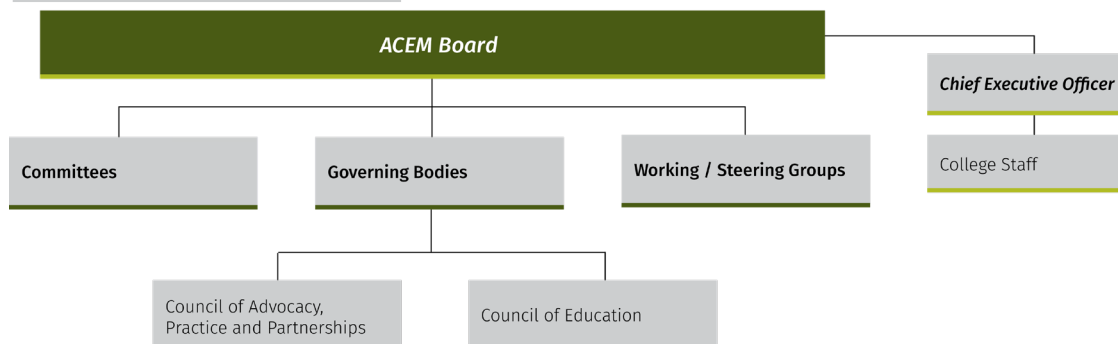 ACEM Board
Chief Executive Officer
Committees
Governing Bodies
Working / Steering Groups
College Staff
Council of Advocacy,
Practice and Partnerships
Council of Education